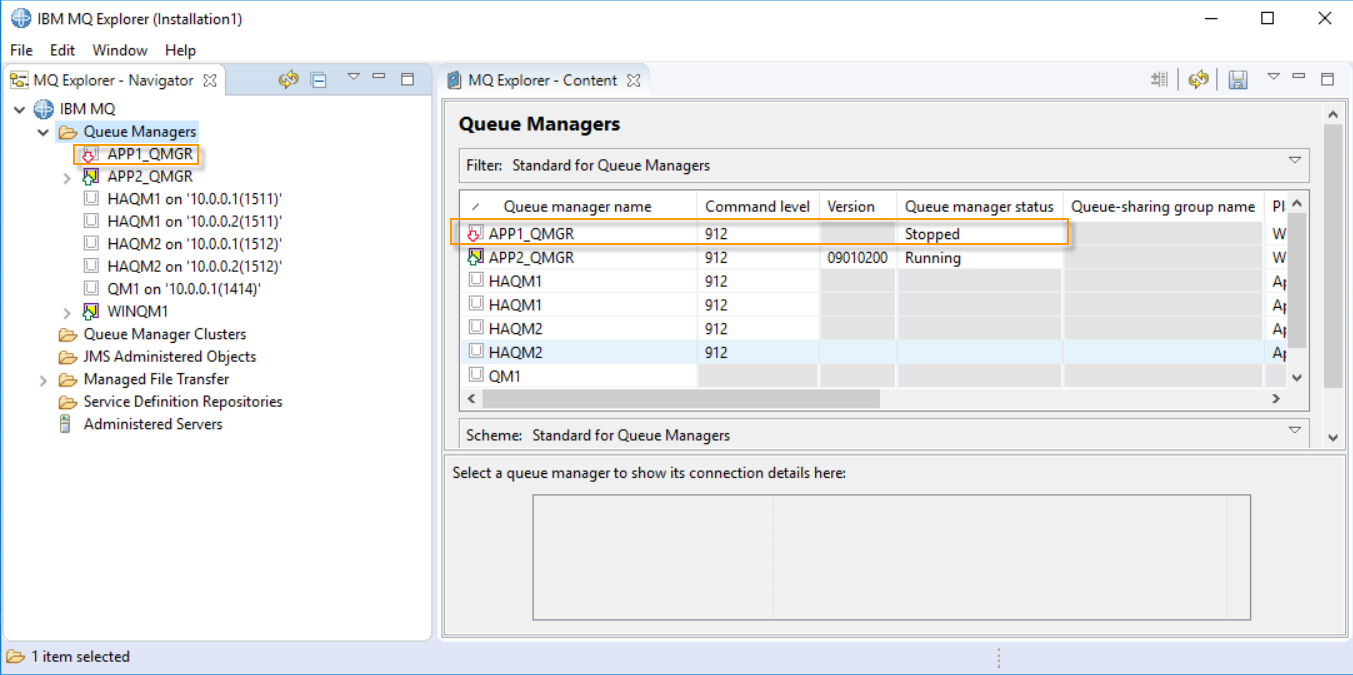 IBM MQ Explorer (Installation1)
File Edit Window Help
MQ Explorer - Navigator
IBM MQ
Queue Managers
APP1_QMGR
APP2_QMGR
HAQM1 on '10.0.0.1(1511)'
HAQM1 on '10.0.0.2(1511)'
HAQM2 on '10.0.0.1(1512)'
HAQM2 on '10.0.0.2(1512)'
QM1 on '10.0.0.1(1414)'
WINQM1
Queue Manager Clusters
JMS Administered Objects
Managed File Transfer
Service Definition Repositories
Administered Servers
MQ Explorer - Content
Queue Managers
Filter: Standard for Queue Managers
Queue manager name Command level Version Queue manager status Queue-sharing group name Pl
APP1_QMGR 912 Stopped W
APP2_QMGR 912 09010200 Running W
HAQM1 912 Ap
HAQM1 912 Ap
HAQM2 912 Ap
HAQM2 912 Ap
QM1
Scheme: Standard for Queue Managers
Select a queue manager to show its connection details here:
1 item selected